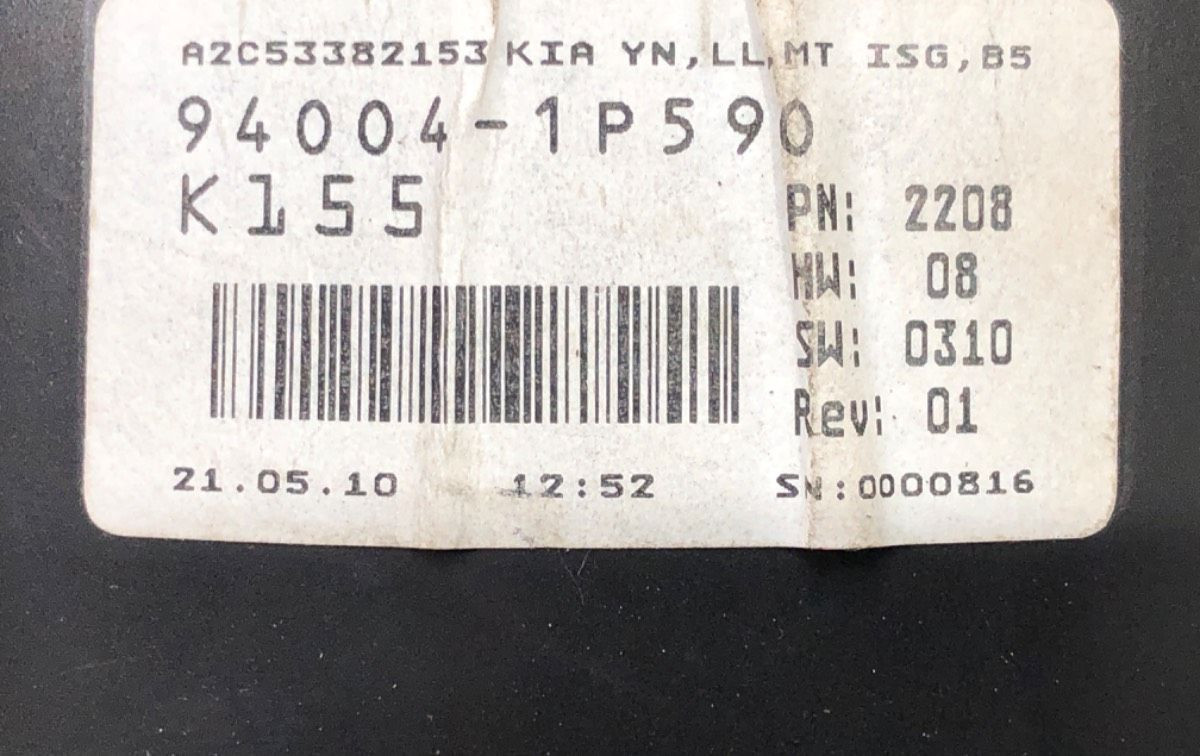 A2C53382153 KIA YN,LL,MT ISG,B5
94004-1P590
K155
PN: 2208
HW: 08
SW: 0310
Rev: 01
21.05.10 12:52 SN:0000816